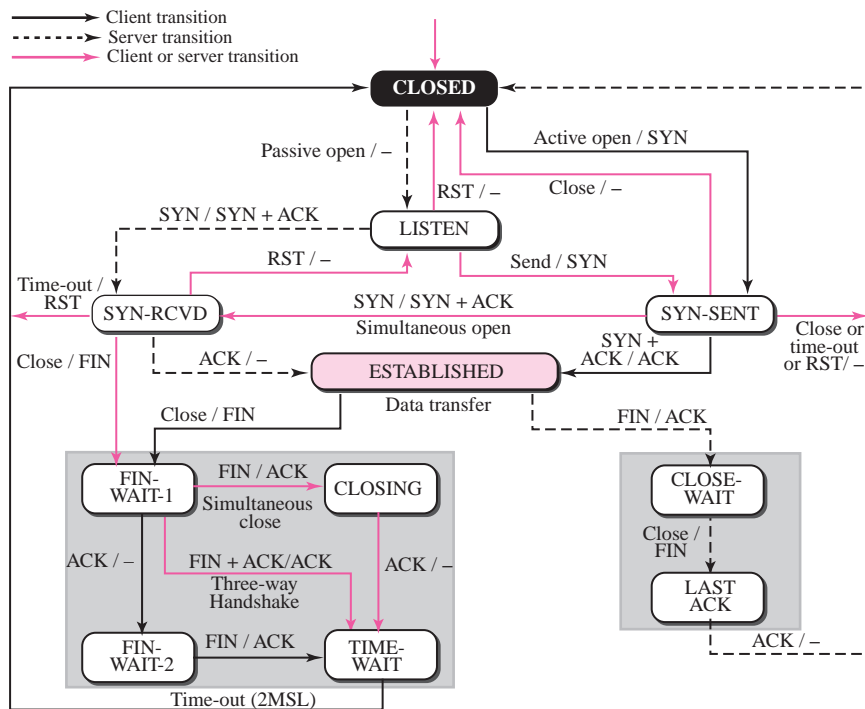 Client transition
Server transition
Client or server transition
CLOSED
Passive open / –
Active open / SYN
RST / –
Close / –
SYN / SYN + ACK
LISTEN
RST / –
Send / SYN
Time-out /
RST
SYN-RCVD
SYN / SYN + ACK
Simultaneous open
SYN-SENT
Close or
time-out
or RST/ –
Close / FIN
ACK / –
SYN +
ACK / ACK
ESTABLISHED
Data transfer
Close / FIN
FIN / ACK
FIN-
WAIT-1
FIN / ACK
Simultaneous
close
CLOSING
CLOSE-
WAIT
Close /
FIN
ACK / –
FIN + ACK/ACK
Three-way
Handshake
ACK / –
LAST
ACK
FIN-
WAIT-2
FIN / ACK
TIME-
WAIT
ACK / –
Time-out (2MSL)